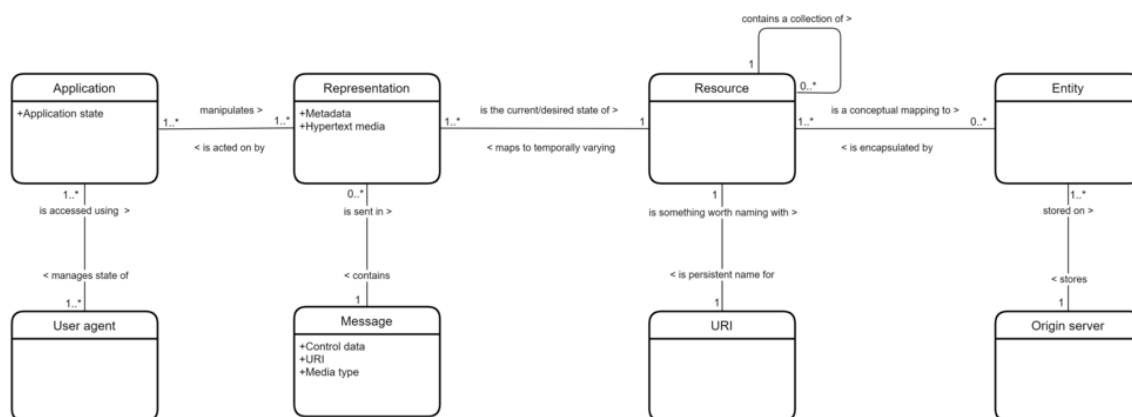 contains a collection of >
1
0..*
Application
+Application state
manipulates >
1..*
1..*
< is acted on by
Representation
+Metadata
+Hypertext media
is the current/desired state of >
1..*
1
< maps to temporally varying
Resource
is a conceptual mapping to >
1..*
0..*
< is encapsulated by
Entity
1..*
is accessed using >
< manages state of
1..*
User agent
0..*
is sent in >
< contains
1
Message
+Control data
+URI
+Media type
1
is something worth naming with >
< is persistent name for
1
URI
1..*
stored on >
< stores
1
Origin server